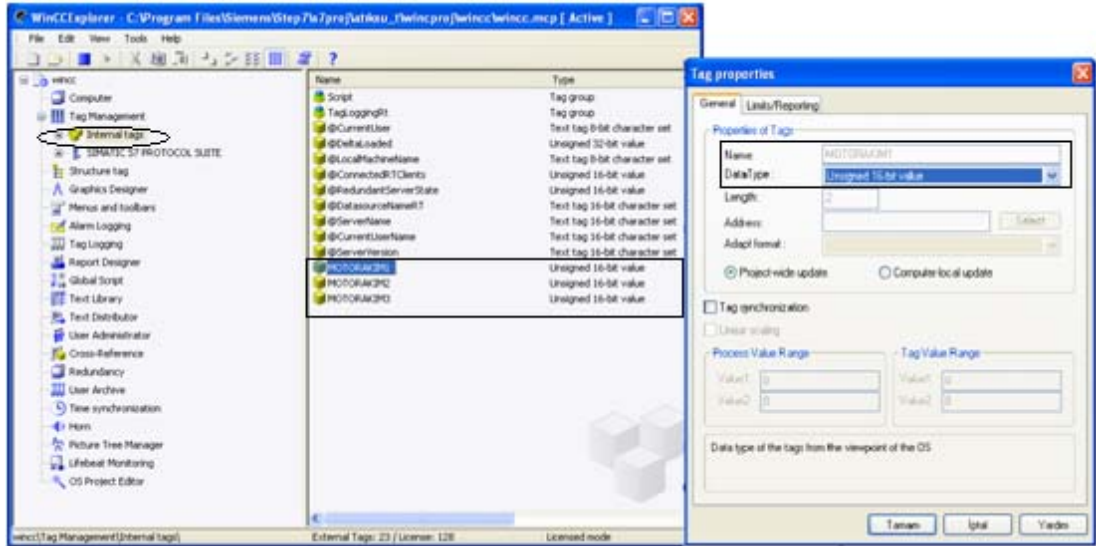 WinCCExplorer - C:\Program Files\Siemens\Step7\s7proj\atiksu_t\wincproj\wincc\wincc.mcp [ Active ]
File Edit View Tools Help
wincc
Computer
Tag Management
Internal tags
SIMATIC S7 PROTOCOL SUITE
Structure tag
Graphics Designer
Menus and toolbars
Alarm Logging
Tag Logging
Report Designer
Global Script
Text Library
Text Distributor
User Administrator
Cross-Reference
Redundancy
User Archive
Time synchronization
Horn
Picture Tree Manager
Lifebeat Monitoring
OS Project Editor
Name Type
Script Tag group
TagLoggingRt Tag group
@CurrentUser Text tag 8-bit character set
@DeltaLoaded Unsigned 32-bit value
@LocalMachineName Text tag 8-bit character set
@ConnectedRTClients Unsigned 16-bit value
@RedundantServerState Unsigned 16-bit value
@DatasourceNameRT Text tag 16-bit character set
@ServerName Text tag 16-bit character set
@CurrentUserName Text tag 16-bit character set
@ServerVersion Text tag 16-bit character set
MOTORAKIM1 Unsigned 16-bit value
MOTORAKIM2 Unsigned 16-bit value
MOTORAKIM3 Unsigned 16-bit value
wincc\Tag Management\Internal tags\ External Tags: 23 / License: 128 Licensed mode
Tag properties
General Limits/Reporting
Properties of Tags
Name MOTORAKIM1
DataType Unsigned 16-bit value
Length: 2
Address: Select
Adapt format :
Project-wide update Computer-local update
Tag synchronization
Linear scaling
Process Value Range Tag Value Range
Value1 0 Value1 0
Value2 0 Value2 0
Data type of the tags from the viewpoint of the OS
Tamam İptal Yardım